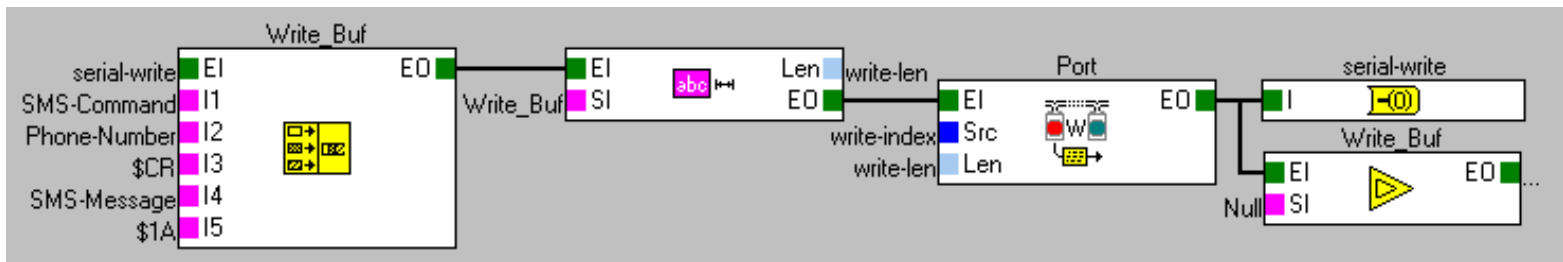 Write_Buf
serial-write EI EO
SMS-Command I1
Phone-Number I2
$CR I3
SMS-Message I4
$1A I5
EI Len write-len
abc
Write_Buf SI EO
Port
EI EO
write-index Src W
write-len Len
serial-write
I (0)
Write_Buf
EI EO ...
Null SI